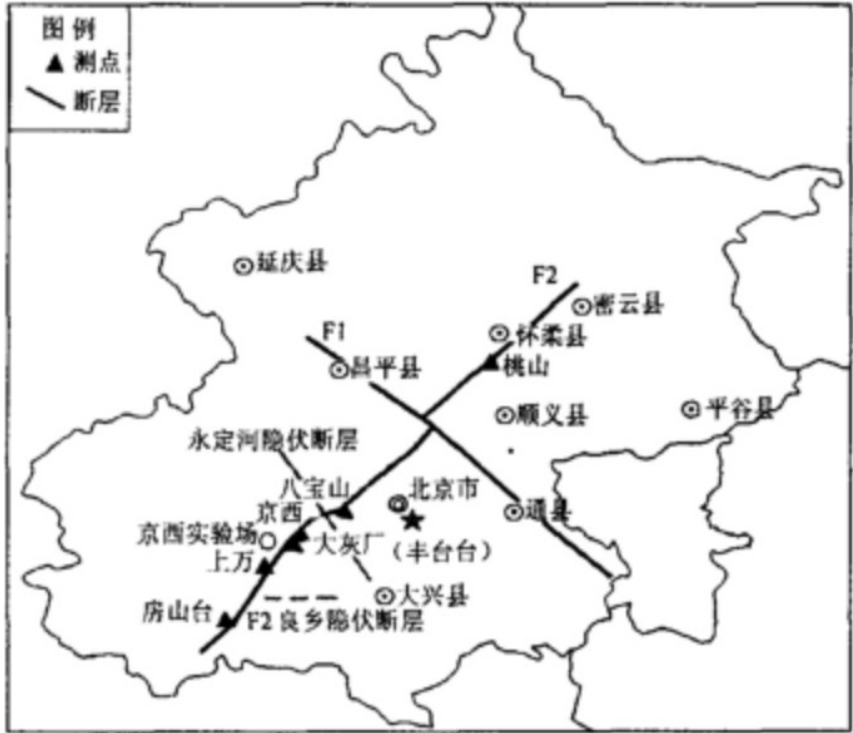 图例
测点
断层
延庆县
F2
密云县
F1
怀柔县
昌平县
桃山
顺义县
平谷县
永定河隐伏断层
八宝山
北京市
京西
通县
京西实验场
大灰厂
(丰台台)
上万
大兴县
房山台
F2 良乡隐伏断层